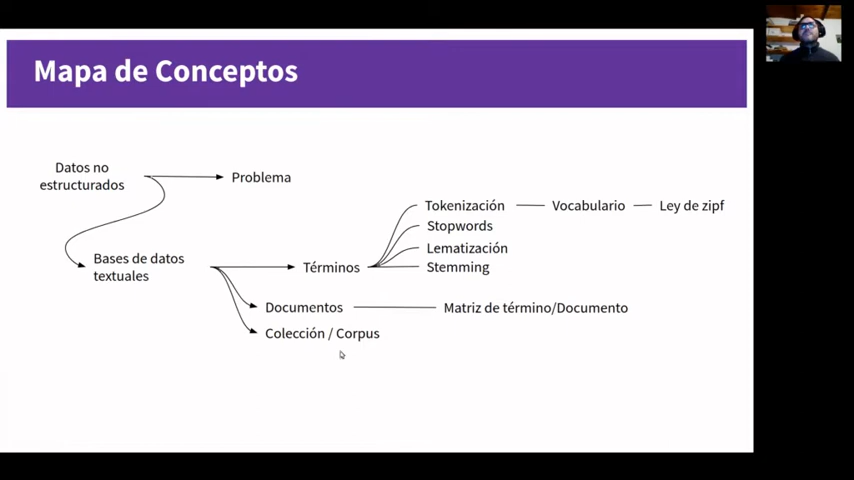 Mapa de Conceptos
Datos no
estructurados
Problema
Tokenización
Vocabulario
Ley de zipf
Stopwords
Lematización
Stemming
Bases de datos
textuales
Términos
Documentos
Matriz de término/Documento
Colección / Corpus